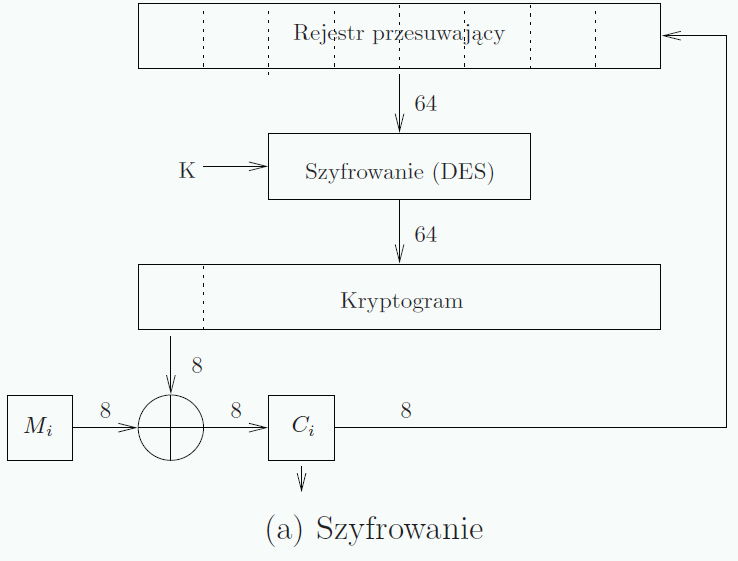 Rejestr przesuwający
64
K
Szyfrowanie (DES)
64
Kryptogram
8
M_i
8
8
C_i
8
(a) Szyfrowanie